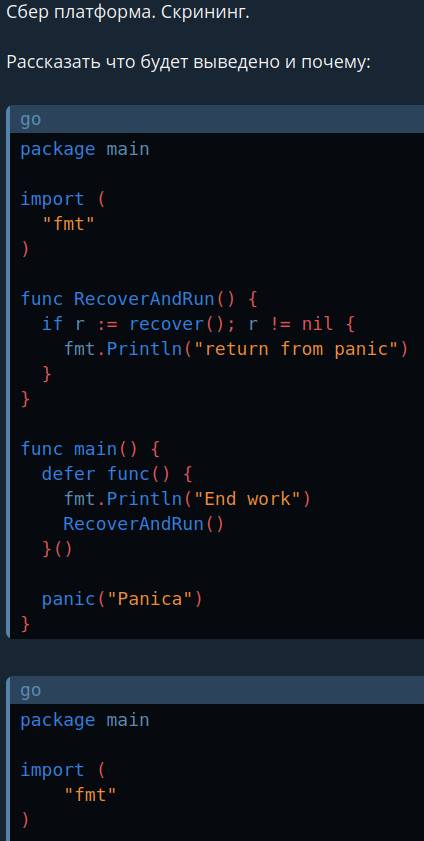 Сбер платформа. Скрининг.
Рассказать что будет выведено и почему:
go
package main
import (
  "fmt"
)
func RecoverAndRun() {
  if r := recover(); r != nil {
    fmt.Println("return from panic")
  }
}
func main() {
  defer func() {
    fmt.Println("End work")
    RecoverAndRun()
  }()
  panic("Panica")
}
go
package main
import (
    "fmt"
)